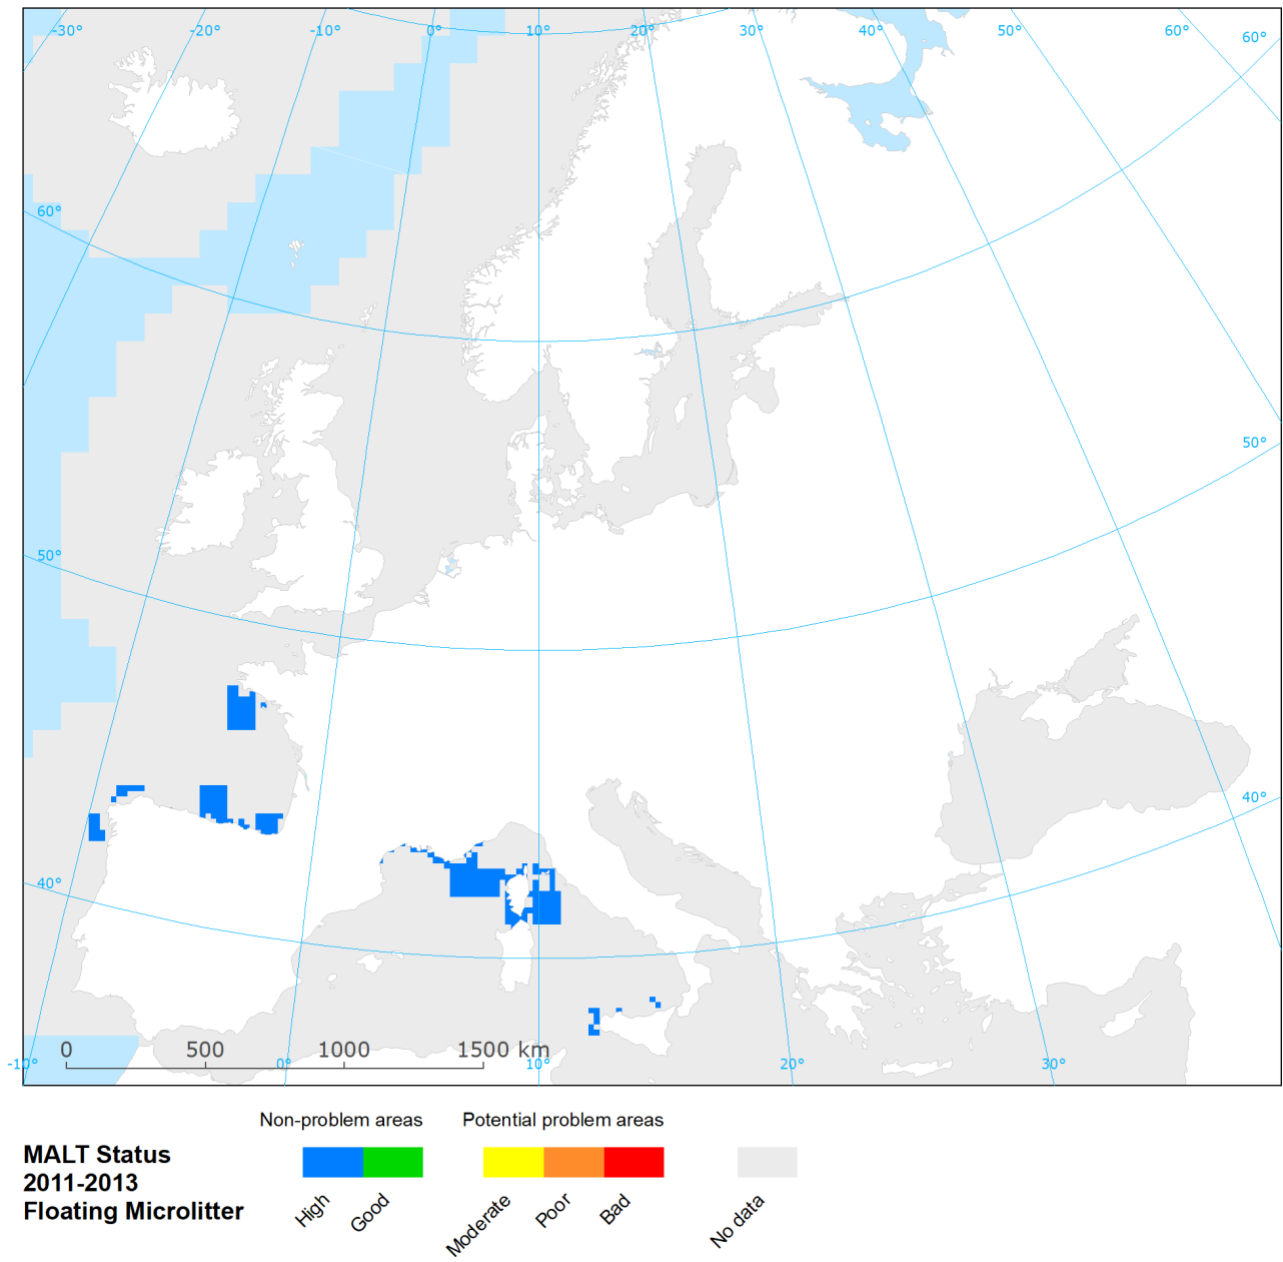 -30° -20° -10° 0° 10° 20° 30° 40° 50° 60° 60°
60°
50°
50°
40°
40°
0 500 1000 1500 km
-10° 0° 10° 20° 30°
Non-problem areas Potential problem areas
MALT Status
2011-2013
Floating Microlitter
High Good Moderate Poor Bad No data